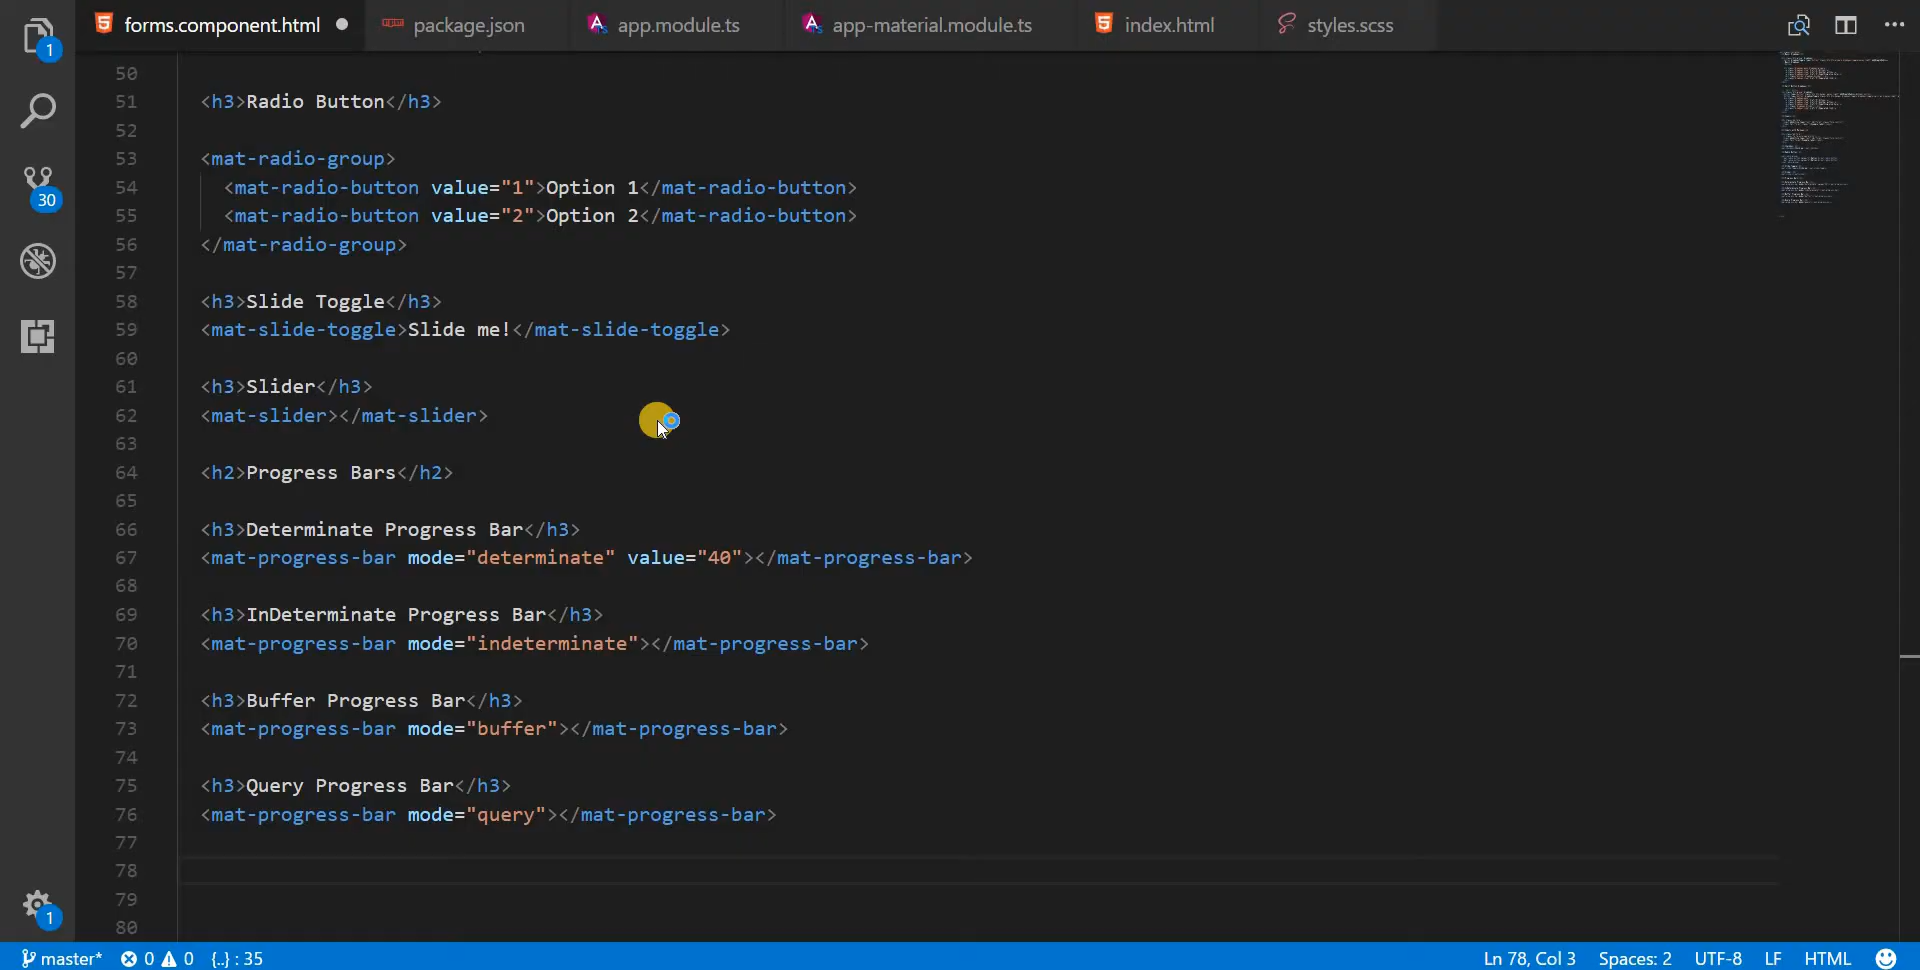 forms.component.html
package.json
app.module.ts
app-material.module.ts
index.html
styles.scss
1
30
1
50
51 <h3>Radio Button</h3>
52
53 <mat-radio-group>
54 <mat-radio-button value="1">Option 1</mat-radio-button>
55 <mat-radio-button value="2">Option 2</mat-radio-button>
56 </mat-radio-group>
57
58 <h3>Slide Toggle</h3>
59 <mat-slide-toggle>Slide me!</mat-slide-toggle>
60
61 <h3>Slider</h3>
62 <mat-slider></mat-slider>
63
64 <h2>Progress Bars</h2>
65
66 <h3>Determinate Progress Bar</h3>
67 <mat-progress-bar mode="determinate" value="40"></mat-progress-bar>
68
69 <h3>InDeterminate Progress Bar</h3>
70 <mat-progress-bar mode="indeterminate"></mat-progress-bar>
71
72 <h3>Buffer Progress Bar</h3>
73 <mat-progress-bar mode="buffer"></mat-progress-bar>
74
75 <h3>Query Progress Bar</h3>
76 <mat-progress-bar mode="query"></mat-progress-bar>
77
78
79
80
master* 0 0 {..} : 35 Ln 78, Col 3 Spaces: 2 UTF-8 LF HTML